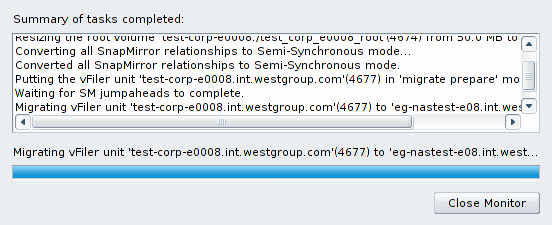 Summary of tasks completed:
Resizing the root volume 'test-corp-e0008:/test_corp_e0008_root'(4674) from 50.0 MB to
Converting all SnapMirror relationships to Semi-Synchronous mode...
Converted all SnapMirror relationships to Semi-Synchronous mode.
Putting the vFiler unit 'test-corp-e0008.int.westgroup.com'(4677) in 'migrate prepare' mo
Waiting for SM jumpaheads to complete.
Migrating vFiler unit 'test-corp-e0008.int.westgroup.com'(4677) to 'eg-nastest-e08.int.wes
Migrating vFiler unit 'test-corp-e0008.int.westgroup.com'(4677) to 'eg-nastest-e08.int.west...
Close Monitor